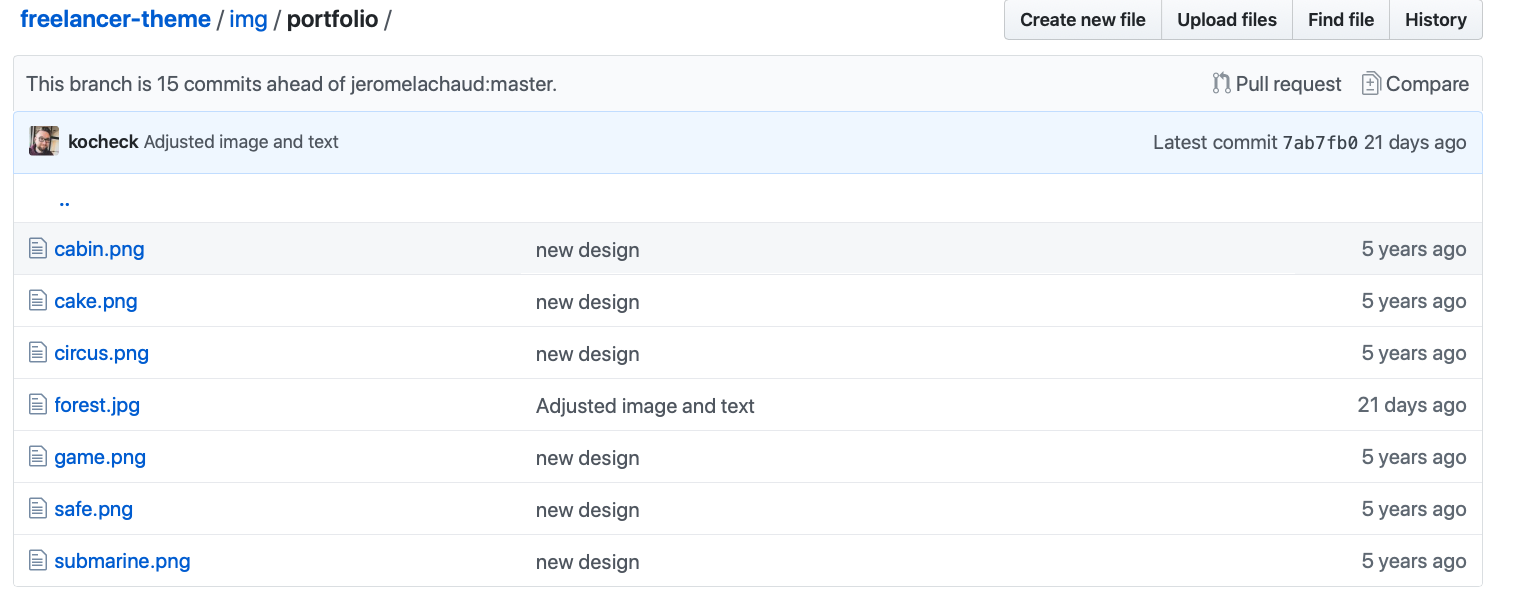 freelancer-theme / img / portfolio / Create new file Upload files Find file History
This branch is 15 commits ahead of jeromelachaud:master. Pull request Compare
kocheck Adjusted image and text Latest commit 7ab7fb0 21 days ago
..
cabin.png new design 5 years ago
cake.png new design 5 years ago
circus.png new design 5 years ago
forest.jpg Adjusted image and text 21 days ago
game.png new design 5 years ago
safe.png new design 5 years ago
submarine.png new design 5 years ago